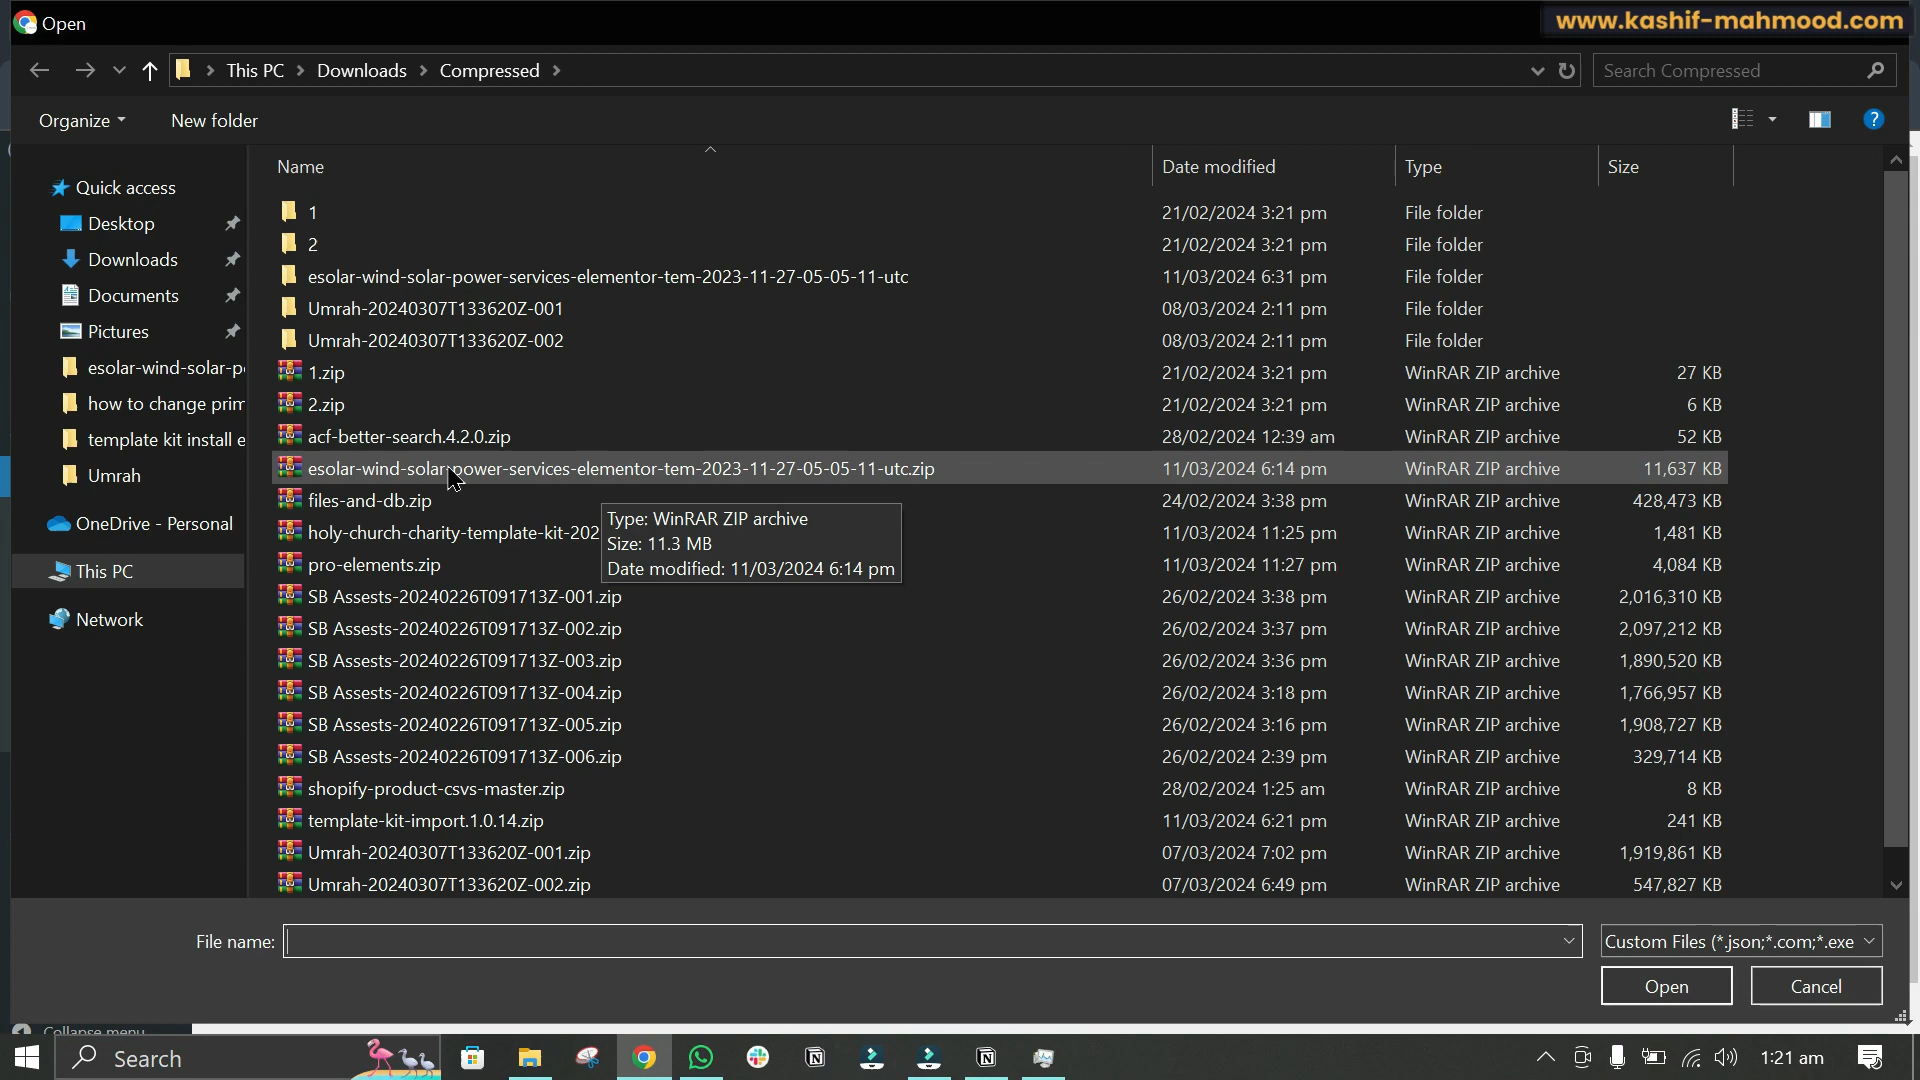 Open
www.kashif-mahmood.com
This PC > Downloads > Compressed >
Search Compressed
Organize
New folder
Name Date modified Type Size
Quick access
Desktop
Downloads
Documents
Pictures
esolar-wind-solar-p
how to change prim
template kit install e
Umrah
OneDrive - Personal
This PC
Network
1 21/02/2024 3:21 pm File folder
2 21/02/2024 3:21 pm File folder
esolar-wind-solar-power-services-elementor-tem-2023-11-27-05-05-11-utc 11/03/2024 6:31 pm File folder
Umrah-20240307T133620Z-001 08/03/2024 2:11 pm File folder
Umrah-20240307T133620Z-002 08/03/2024 2:11 pm File folder
1.zip 21/02/2024 3:21 pm WinRAR ZIP archive 27 KB
2.zip 21/02/2024 3:21 pm WinRAR ZIP archive 6 KB
acf-better-search.4.2.0.zip 28/02/2024 12:39 am WinRAR ZIP archive 52 KB
esolar-wind-solar-power-services-elementor-tem-2023-11-27-05-05-11-utc.zip 11/03/2024 6:14 pm WinRAR ZIP archive 11,637 KB
files-and-db.zip 24/02/2024 3:38 pm WinRAR ZIP archive 428,473 KB
holy-church-charity-template-kit-202 11/03/2024 11:25 pm WinRAR ZIP archive 1,481 KB
pro-elements.zip 11/03/2024 11:27 pm WinRAR ZIP archive 4,084 KB
Type: WinRAR ZIP archive
Size: 11.3 MB
Date modified: 11/03/2024 6:14 pm
SB Assests-20240226T091713Z-001.zip 26/02/2024 3:38 pm WinRAR ZIP archive 2,016,310 KB
SB Assests-20240226T091713Z-002.zip 26/02/2024 3:37 pm WinRAR ZIP archive 2,097,212 KB
SB Assests-20240226T091713Z-003.zip 26/02/2024 3:36 pm WinRAR ZIP archive 1,890,520 KB
SB Assests-20240226T091713Z-004.zip 26/02/2024 3:18 pm WinRAR ZIP archive 1,766,957 KB
SB Assests-20240226T091713Z-005.zip 26/02/2024 3:16 pm WinRAR ZIP archive 1,908,727 KB
SB Assests-20240226T091713Z-006.zip 26/02/2024 2:39 pm WinRAR ZIP archive 329,714 KB
shopify-product-csvs-master.zip 28/02/2024 1:25 am WinRAR ZIP archive 8 KB
template-kit-import.1.0.14.zip 11/03/2024 6:21 pm WinRAR ZIP archive 241 KB
Umrah-20240307T133620Z-001.zip 07/03/2024 7:02 pm WinRAR ZIP archive 1,919,861 KB
Umrah-20240307T133620Z-002.zip 07/03/2024 6:49 pm WinRAR ZIP archive 547,827 KB
File name:
Custom Files (*.json;*.com;*.exe
Open
Cancel
Collapse menu
Search
1:21 am